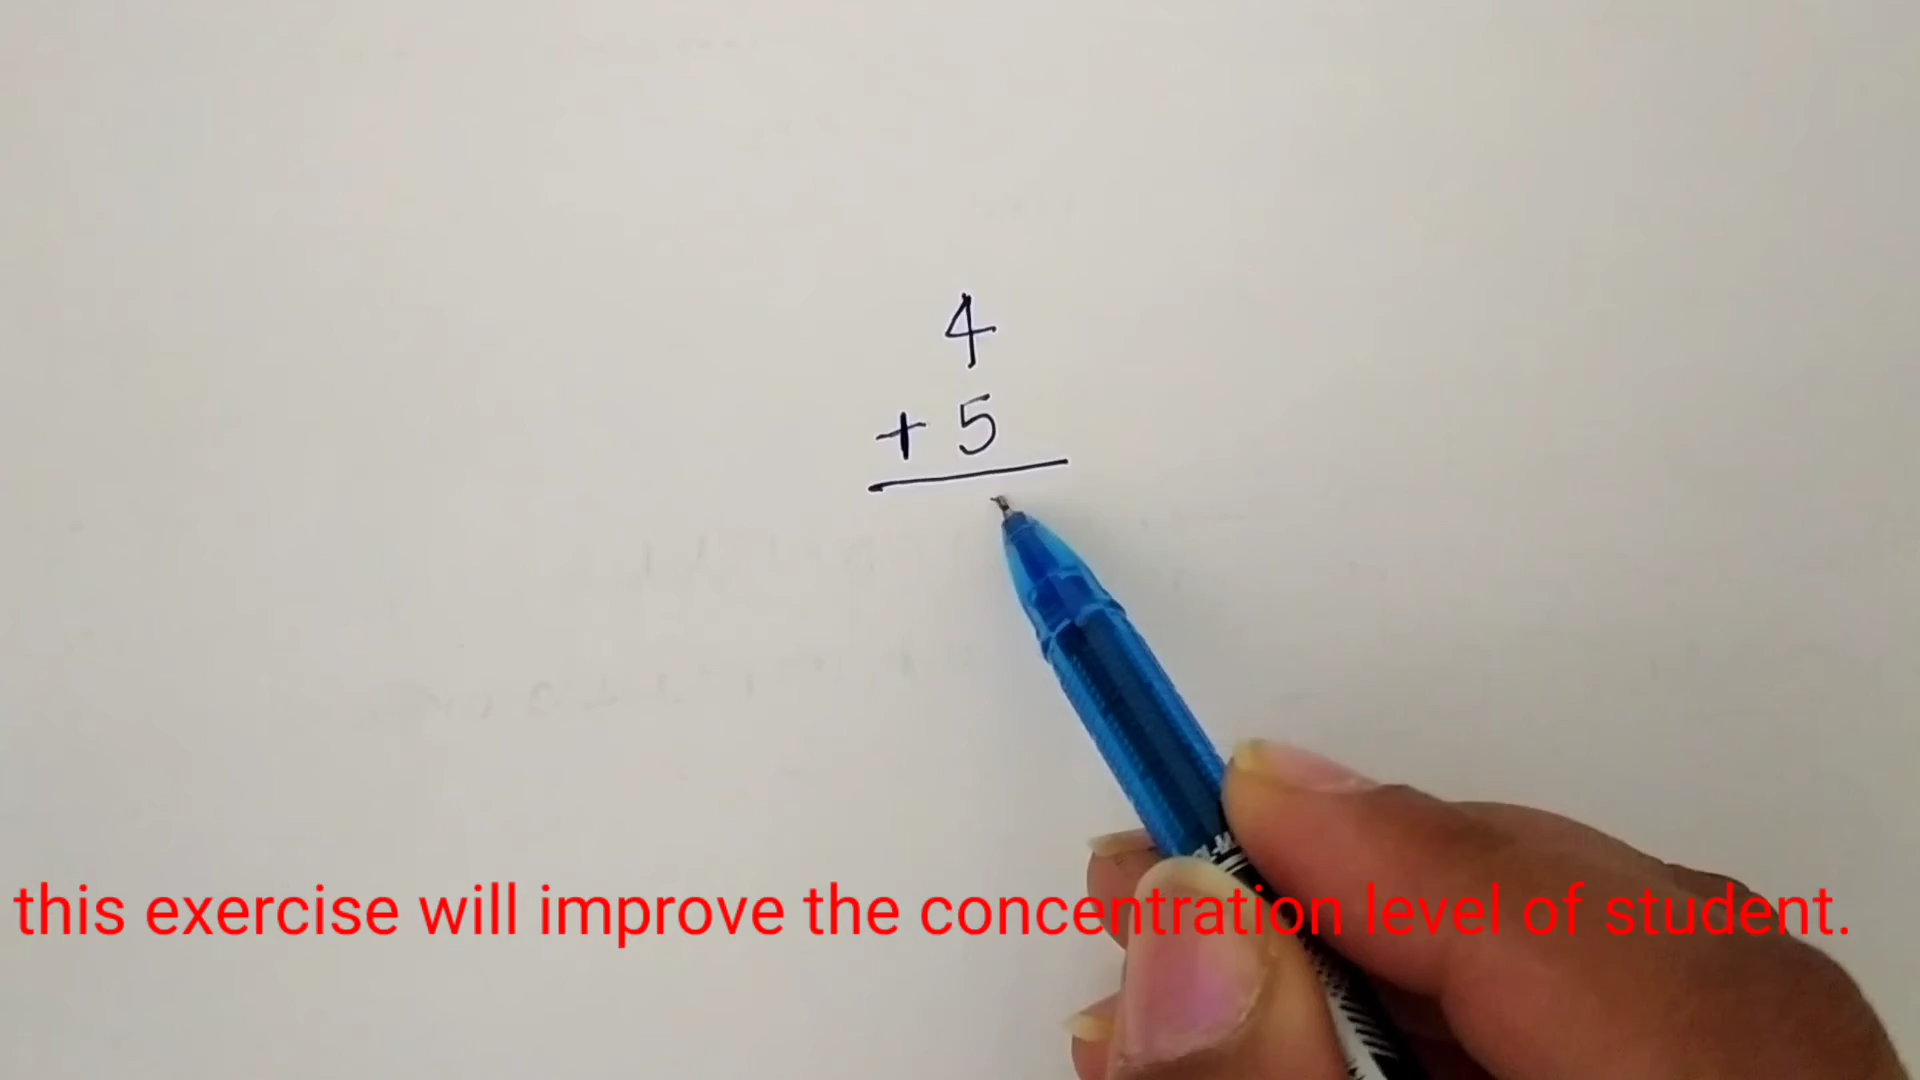 4
+ 5
this exercise will improve the concentration level of student.